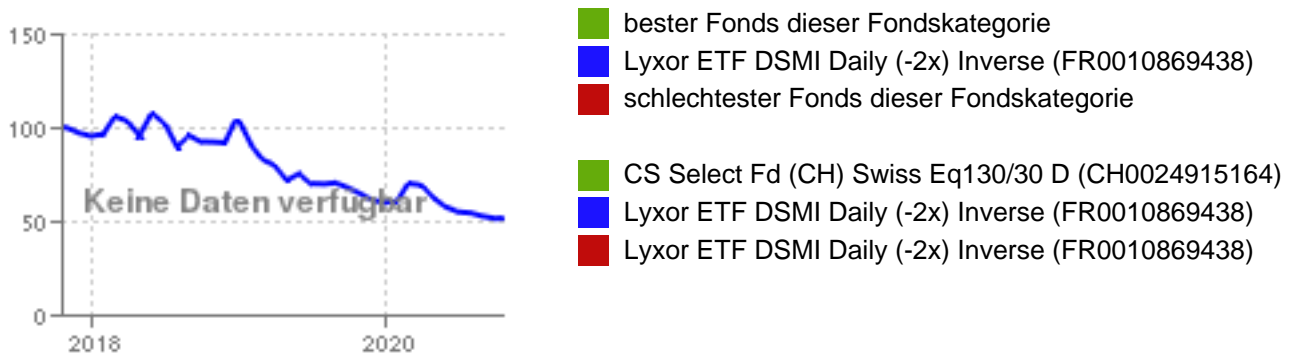 150
100
50
0
2018
2020
Keine Daten verfügbar
bester Fonds dieser Fondskategorie
Lyxor ETF DSMI Daily (-2x) Inverse (FR0010869438)
schlechtester Fonds dieser Fondskategorie
CS Select Fd (CH) Swiss Eq130/30 D (CH0024915164)
Lyxor ETF DSMI Daily (-2x) Inverse (FR0010869438)
Lyxor ETF DSMI Daily (-2x) Inverse (FR0010869438)